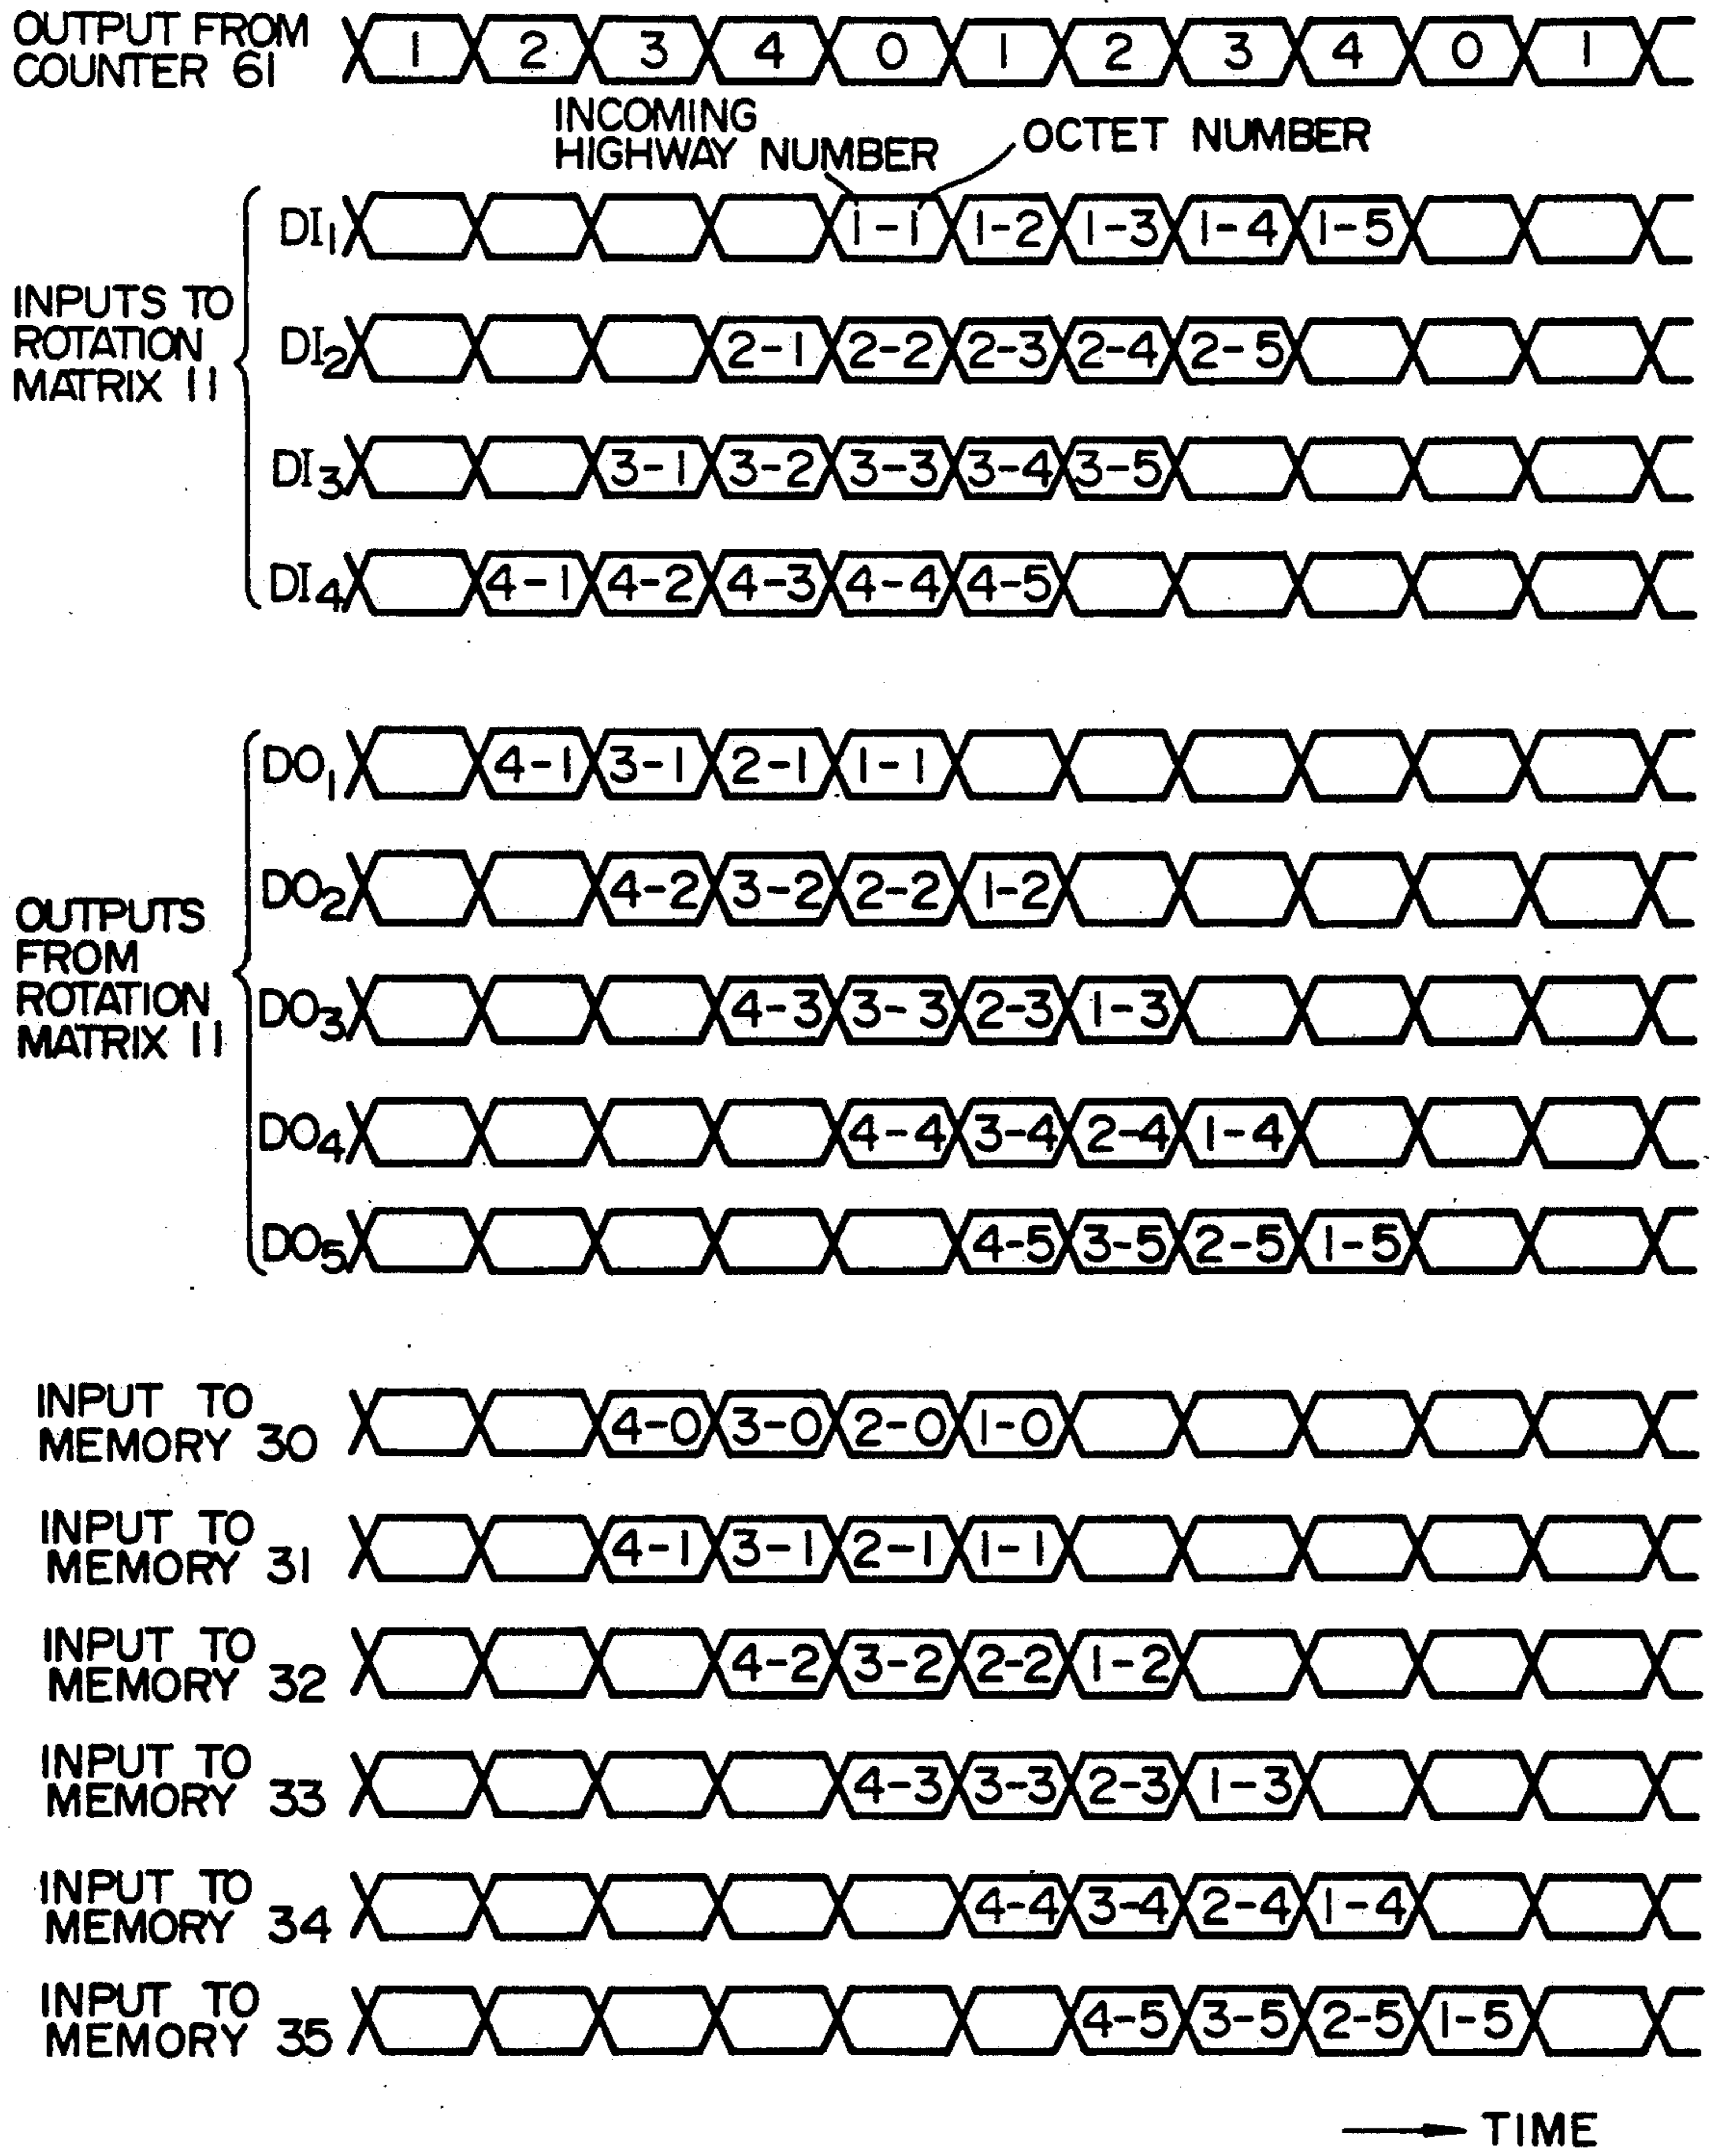 OUTPUT FROM
COUNTER 61
1 2 3 4 0 1 2 3 4 0 1
INCOMING
HIGHWAY NUMBER
OCTET NUMBER
INPUTS TO
ROTATION
MATRIX 11
DI1 1-1 1-2 1-3 1-4 1-5
DI2 2-1 2-2 2-3 2-4 2-5
DI3 3-1 3-2 3-3 3-4 3-5
DI4 4-1 4-2 4-3 4-4 4-5
OUTPUTS
FROM
ROTATION
MATRIX 11
DO1 4-1 3-1 2-1 1-1
DO2 4-2 3-2 2-2 1-2
DO3 4-3 3-3 2-3 1-3
DO4 4-4 3-4 2-4 1-4
DO5 4-5 3-5 2-5 1-5
INPUT TO
MEMORY 30
4-0 3-0 2-0 1-0
INPUT TO
MEMORY 31
4-1 3-1 2-1 1-1
INPUT TO
MEMORY 32
4-2 3-2 2-2 1-2
INPUT TO
MEMORY 33
4-3 3-3 2-3 1-3
INPUT TO
MEMORY 34
4-4 3-4 2-4 1-4
INPUT TO
MEMORY 35
4-5 3-5 2-5 1-5
TIME